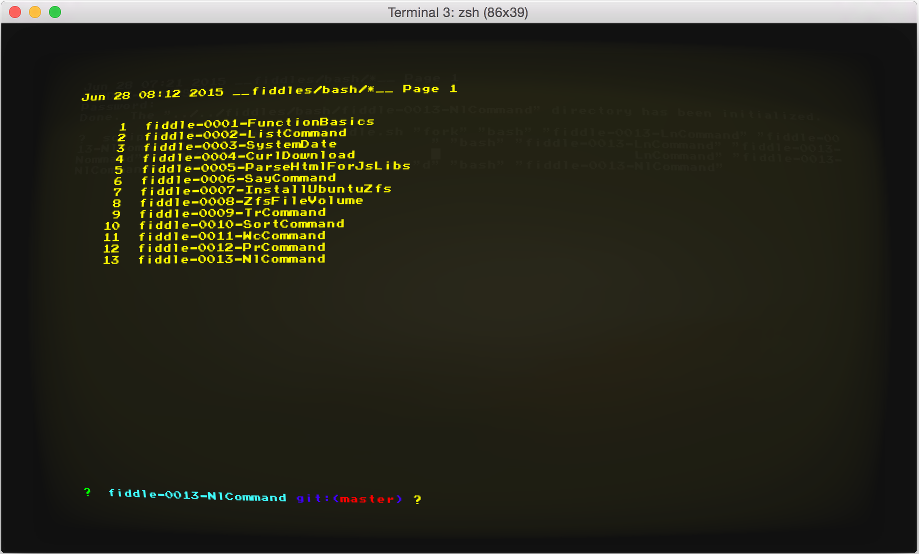 Terminal 3: zsh (86x39)
Jun 28 08:12 2015 __fiddles/bash/*__ Page 1
1 fiddle-0001-FunctionBasics
2 fiddle-0002-ListCommand
3 fiddle-0003-SystemDate
4 fiddle-0004-CurlDownload
5 fiddle-0005-ParseHtmlForJsLibs
6 fiddle-0006-SayCommand
7 fiddle-0007-InstallUbuntuZfs
8 fiddle-0008-ZfsFileVolume
9 fiddle-0009-TrCommand
10 fiddle-0010-SortCommand
11 fiddle-0011-WcCommand
12 fiddle-0012-PrCommand
13 fiddle-0013-NlCommand
? fiddle-0013-NlCommand git:(master) ?